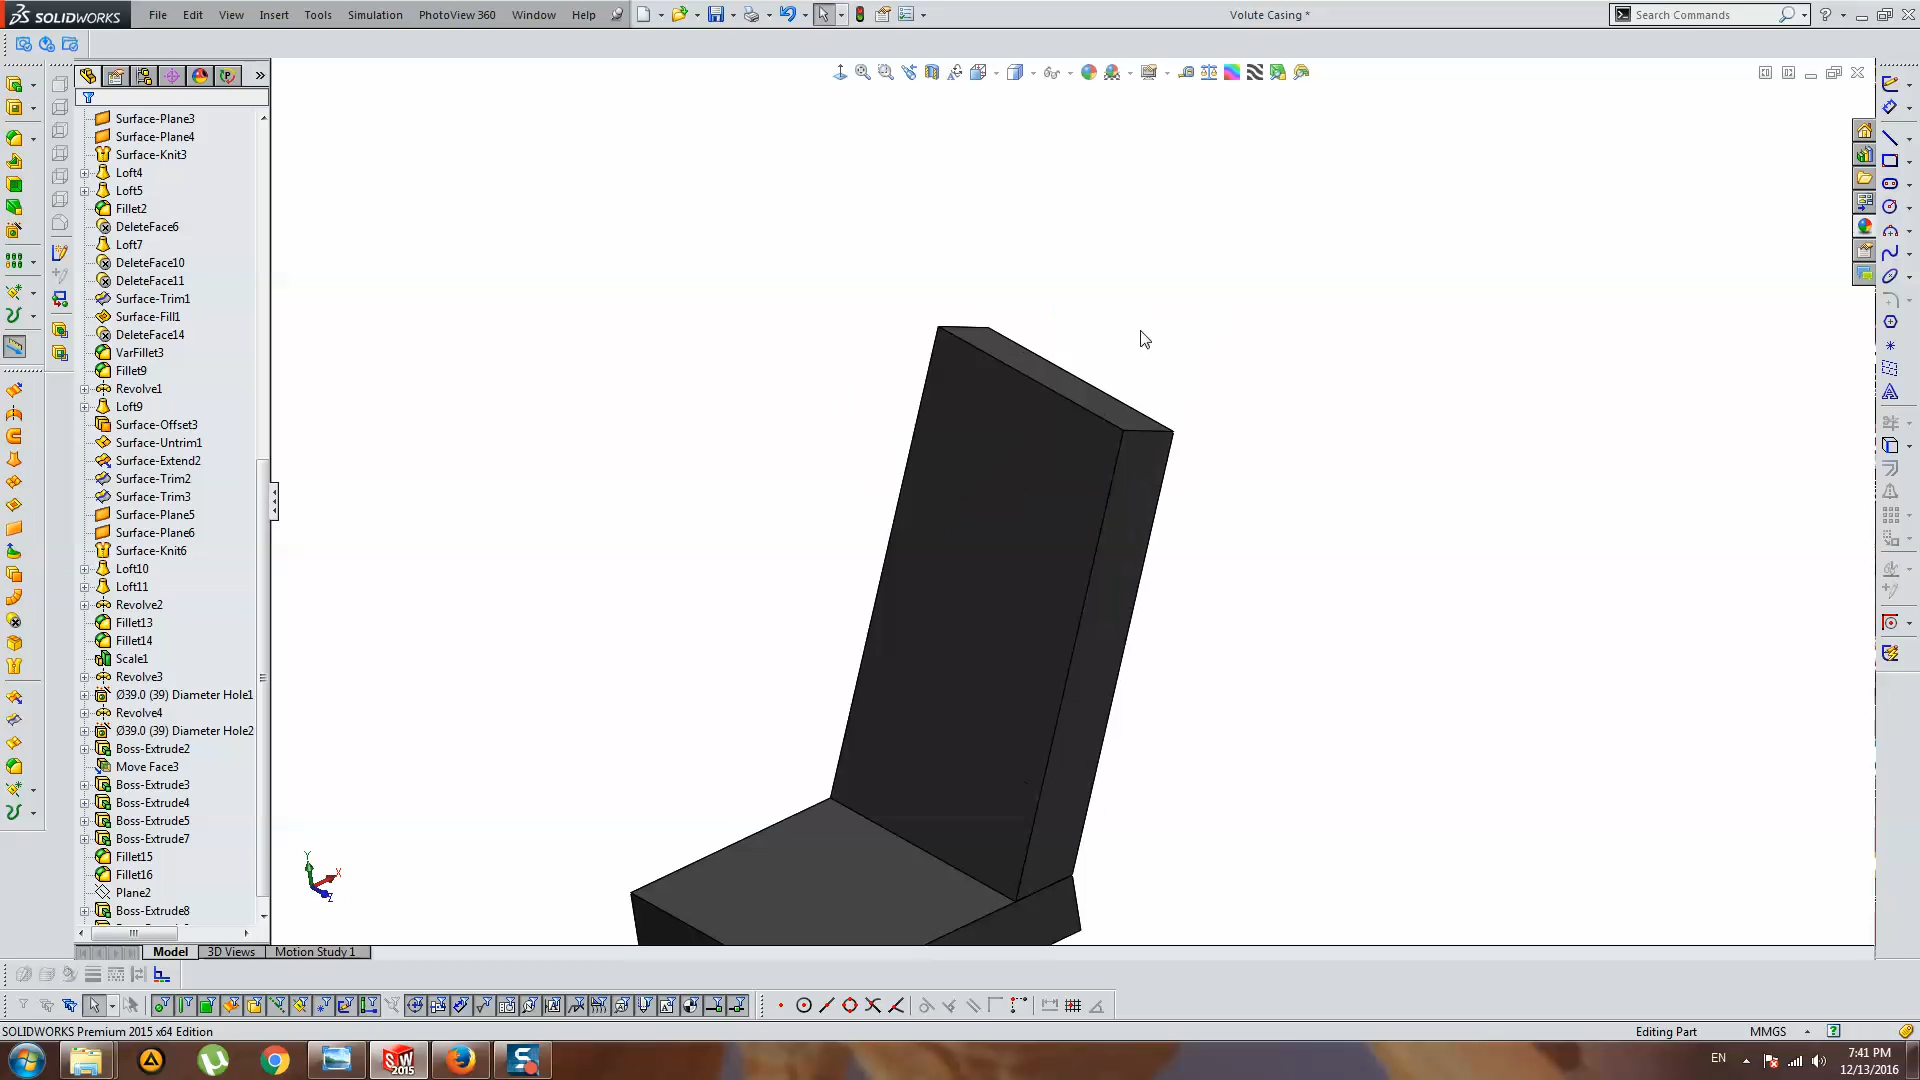 SOLIDWORKS
File Edit View Insert Tools Simulation PhotoView 360 Window Help
Volute Casing *
Search Commands
Surface-Plane3
Surface-Plane4
Surface-Knit3
Loft4
Loft5
Fillet2
DeleteFace6
Loft7
DeleteFace10
DeleteFace11
Surface-Trim1
Surface-Fill1
DeleteFace14
VarFillet3
Fillet9
Revolve1
Loft9
Surface-Offset3
Surface-Untrim1
Surface-Extend2
Surface-Trim2
Surface-Trim3
Surface-Plane5
Surface-Plane6
Surface-Knit6
Loft10
Loft11
Revolve2
Fillet13
Fillet14
Scale1
Revolve3
Ø39.0 (39) Diameter Hole1
Revolve4
Ø39.0 (39) Diameter Hole2
Boss-Extrude2
Move Face3
Boss-Extrude3
Boss-Extrude4
Boss-Extrude5
Boss-Extrude7
Fillet15
Fillet16
Plane2
Boss-Extrude8
Y
X
Z
Model 3D Views Motion Study 1
SOLIDWORKS Premium 2015 x64 Edition
Editing Part
MMGS
SW
2015
EN
7:41 PM
12/13/2016